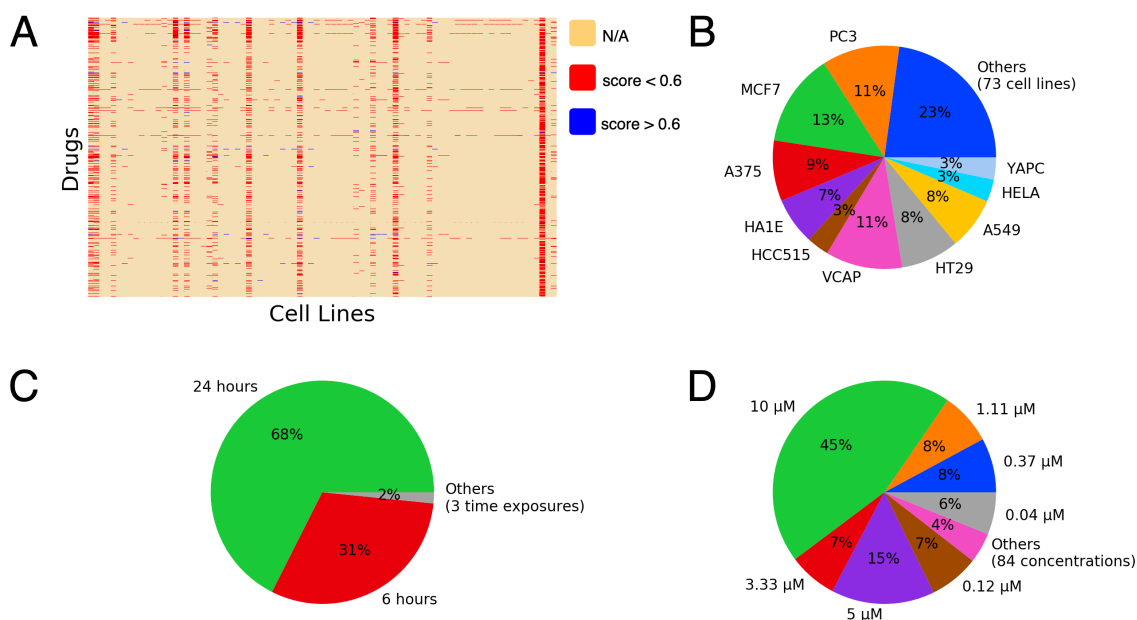 A
Drugs
Cell Lines
N/A
score < 0.6
score > 0.6
B
PC3
Others
(73 cell lines)
MCF7
11%
23%
13%
A375
9%
3%
YAPC
3%
HELA
7%
8%
3%
HA1E
11%
8%
A549
HCC515
VCAP
HT29
C
24 hours
68%
2%
Others
(3 time exposures)
31%
6 hours
D
10 µM
1.11 µM
45%
8%
0.37 µM
8%
6%
0.04 µM
4%
7%
7%
Others
(84 concentrations)
15%
3.33 µM
0.12 µM
5 µM